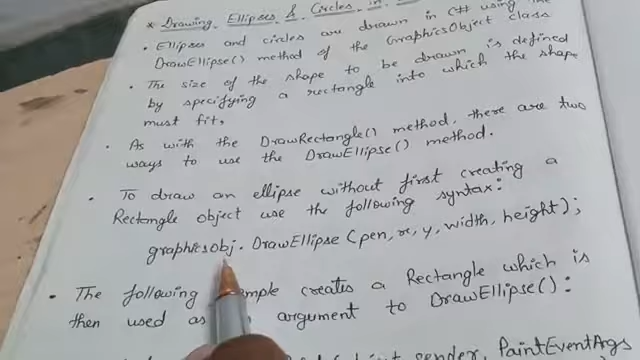 * Drawing Ellipses & Circles in
• Ellipses and circles are drawn in C# using the
DrawEllipse() method of the GraphicsObject class
• The size of the shape to be drawn is defined
by specifying a rectangle into which the shape
must fit.
• As with the DrawRectangle() method, there are two
ways to use the DrawEllipse() method.
• To draw an ellipse without first creating a
Rectangle object use the following syntax:
graphicsobj. DrawEllipse (pen, x, y, width, height);
• The following creates a Rectangle which is
then used as argument to DrawEllipse():
sender, PaintEventArgs